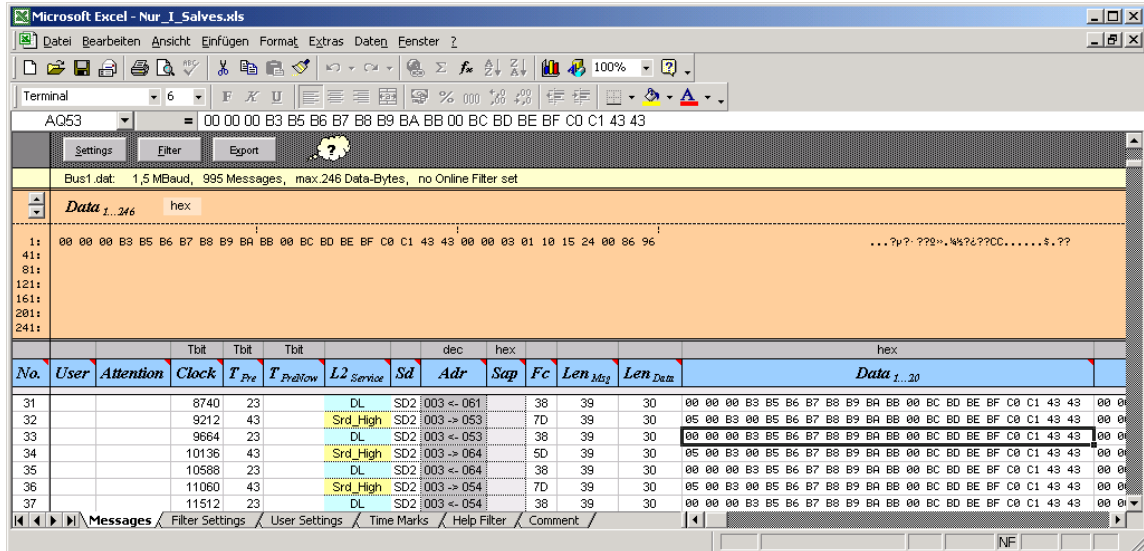 Microsoft Excel - Nur_I_Salves.xls
Datei Bearbeiten Ansicht Einfügen Format Extras Daten Fenster ?
100%
Terminal 6 F K U % 000
AQ53 = 00 00 00 B3 B5 B6 B7 B8 B9 BA BB 00 BC BD BE BF C0 C1 43 43
Settings Filter Export ?
Bus1.dat: 1,5 MBaud, 995 Messages, max.246 Data-Bytes, no Online Filter set
Data 1...246 hex
1: 00 00 00 B3 B5 B6 B7 B8 B9 BA BB 00 BC BD BE BF C0 C1 43 43 00 00 03 01 10 15 24 00 86 96 ...?µ?·??º».¼½?¿??CC......$.??
41:
81:
121:
161:
201:
241:
Tbit Tbit Tbit dec hex hex
No. User Attention Clock T Pre T PreNow L2 Service Sd Adr Sap Fc Len Msg Len Data Data 1...20
31 8740 23 DL SD2 003 <- 061 38 39 30 00 00 00 B3 B5 B6 B7 B8 B9 BA BB 00 BC BD BE BF C0 C1 43 43
32 9212 43 Srd_High SD2 003 -> 053 7D 39 30 05 00 B3 00 B5 B6 B7 B8 B9 BA BB 00 BC BD BE BF C0 C1 43 43
33 9664 23 DL SD2 003 <- 053 38 39 30 00 00 00 B3 B5 B6 B7 B8 B9 BA BB 00 BC BD BE BF C0 C1 43 43
34 10136 43 Srd_High SD2 003 -> 064 5D 39 30 05 00 B3 00 B5 B6 B7 B8 B9 BA BB 00 BC BD BE BF C0 C1 43 43
35 10588 23 DL SD2 003 <- 064 38 39 30 00 00 00 B3 B5 B6 B7 B8 B9 BA BB 00 BC BD BE BF C0 C1 43 43
36 11060 43 Srd_High SD2 003 -> 054 7D 39 30 05 00 B3 00 B5 B6 B7 B8 B9 BA BB 00 BC BD BE BF C0 C1 43 43
37 11512 23 DL SD2 003 <- 054 38 39 30 00 00 00 B3 B5 B6 B7 B8 B9 BA BB 00 BC BD BE BF C0 C1 43 43
Messages Filter Settings User Settings Time Marks Help Filter Comment
NF